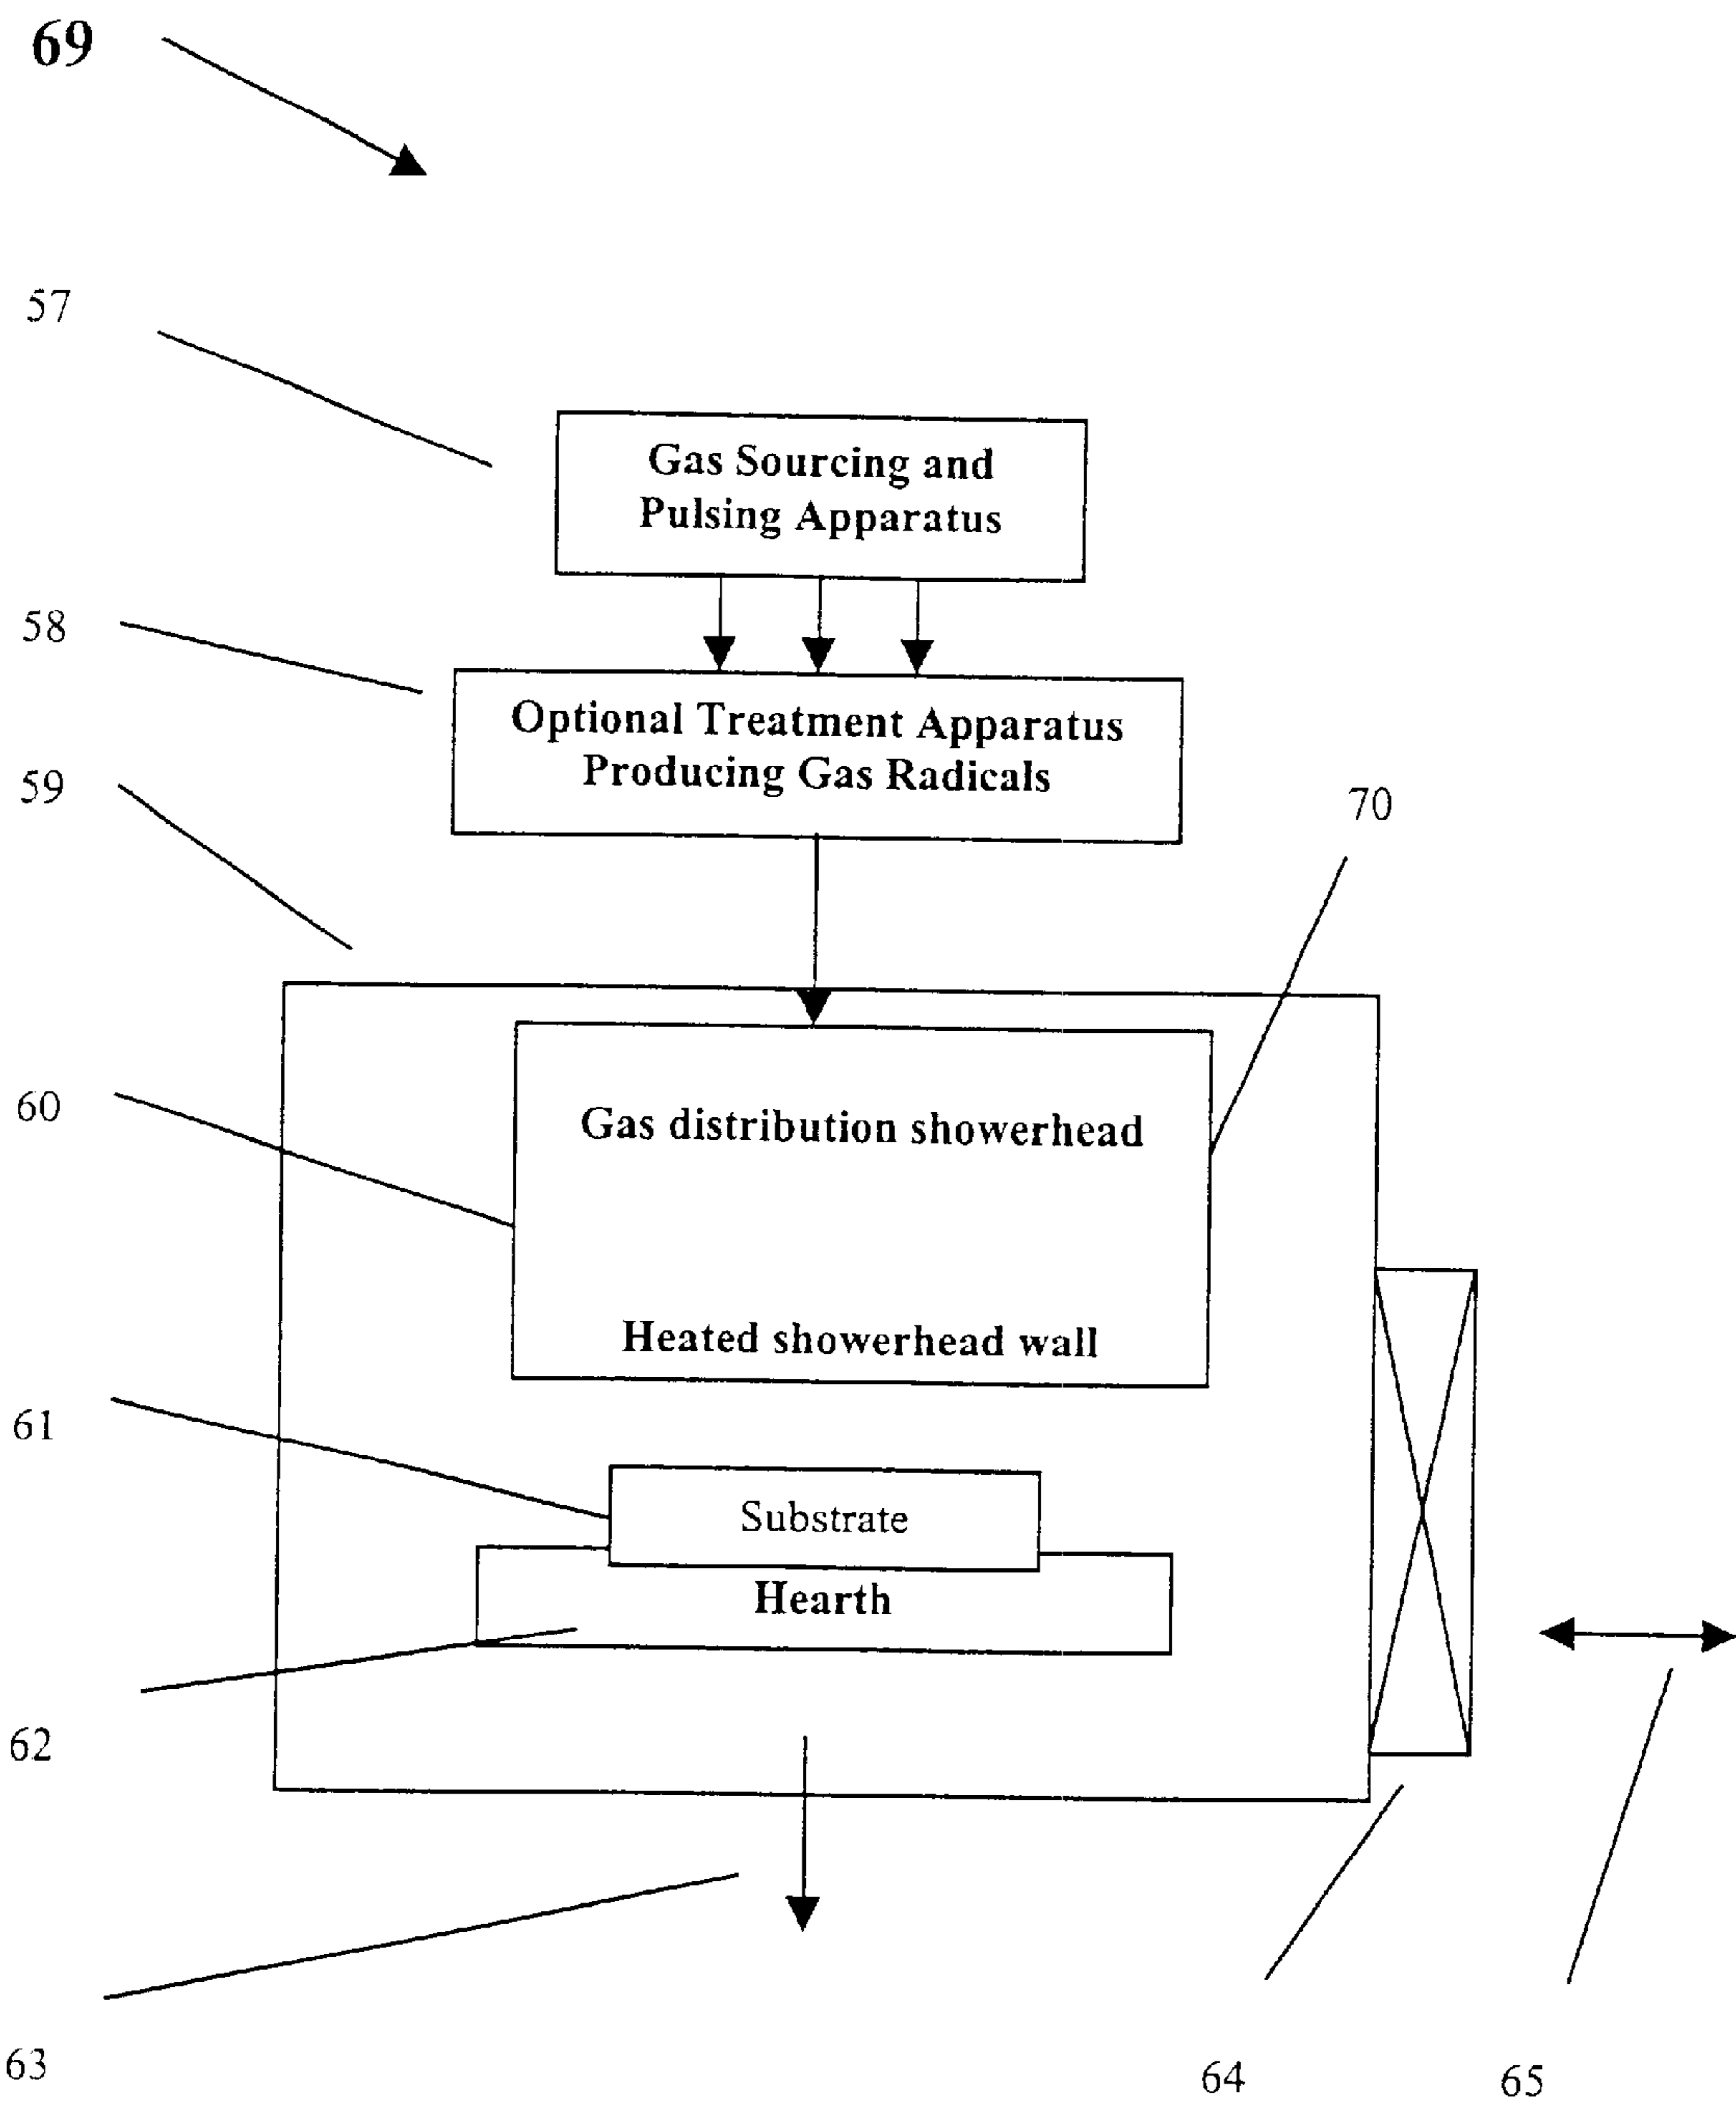 69
57
Gas Sourcing and
Pulsing Apparatus
58
Optional Treatment Apparatus
Producing Gas Radicals
59
70
60
Gas distribution showerhead
Heated showerhead wall
61
Substrate
Hearth
62
63
64
65